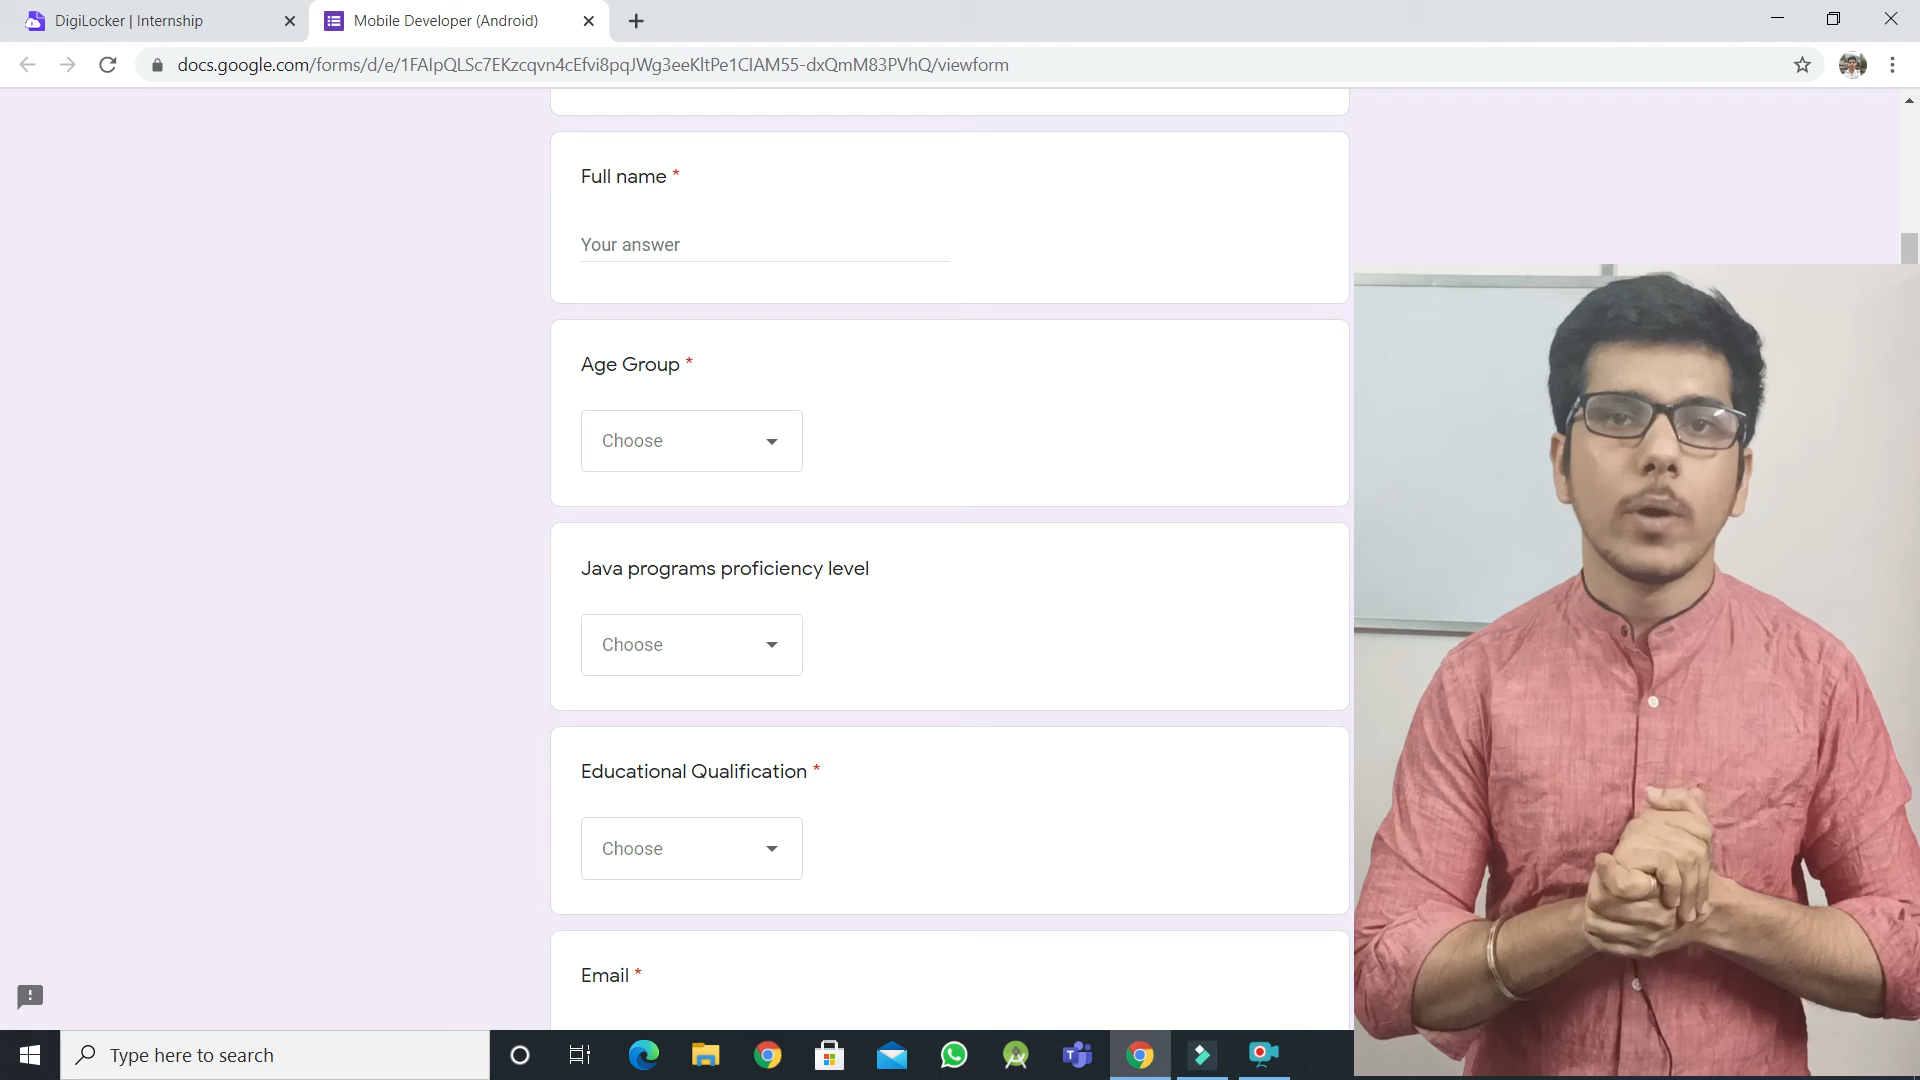 DigiLocker | Internship
Mobile Developer (Android)
docs.google.com/forms/d/e/1FAIpQLSc7EKzcqvn4cEfvi8pqJWg3eeKltPe1ClAM55-dxQmM83PVhQ/viewform
Full name *
Your answer
Age Group *
Choose
Java programs proficiency level
Choose
Educational Qualification *
Choose
Email *
Type here to search